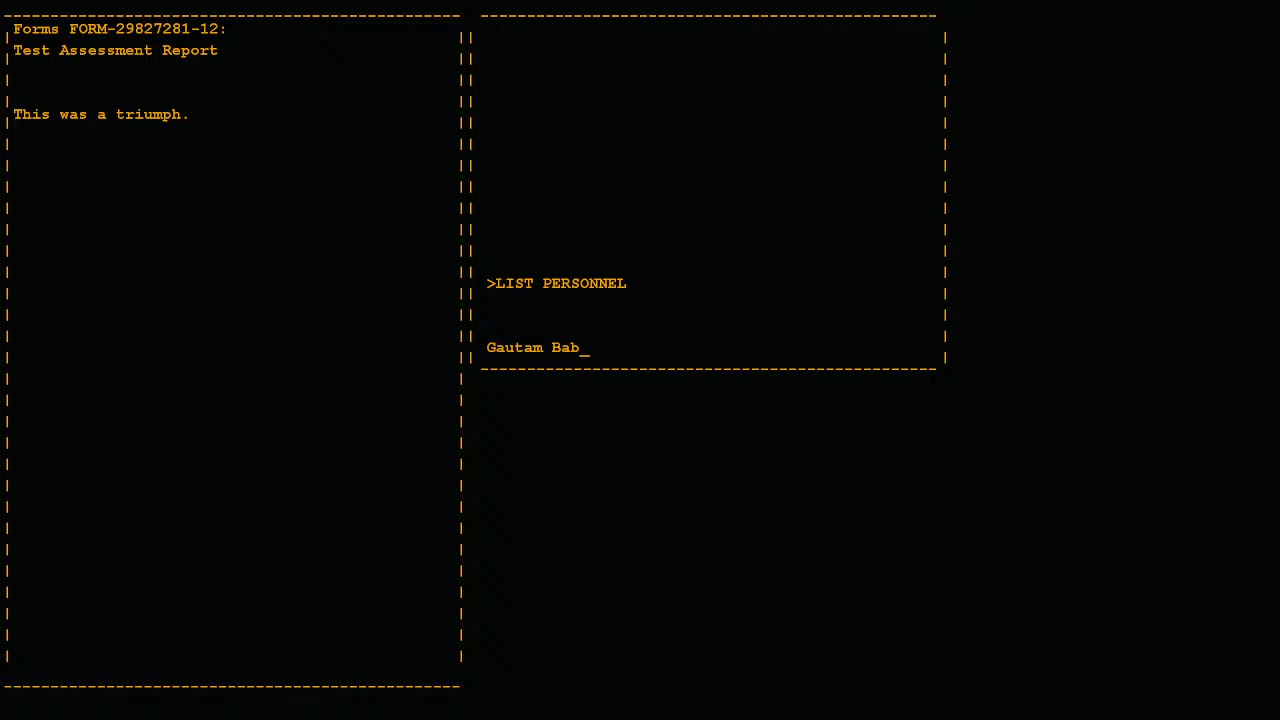 Forms FORM-29827281-12:
Test Assessment Report
This was a triumph.
>LIST PERSONNEL
Gautam Bab_